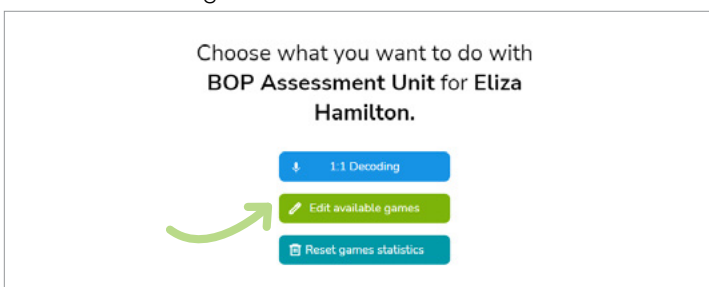 Choose what you want to do with
BOP Assessment Unit for Eliza
Hamilton.
1:1 Decoding
Edit available games
Reset games statistics